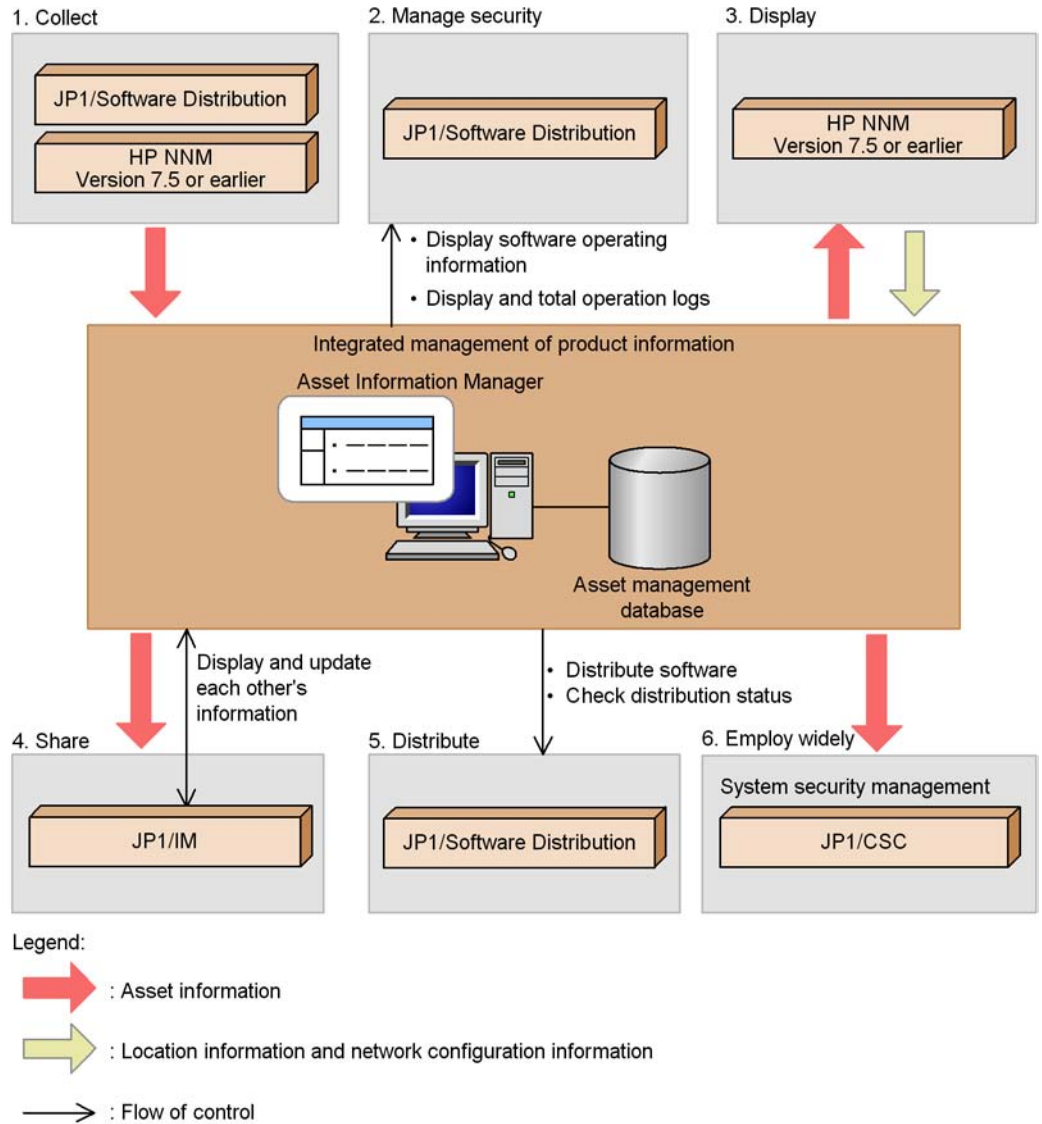 1. Collect
2. Manage security
3. Display
JP1/Software Distribution
HP NNM
Version 7.5 or earlier
JP1/Software Distribution
HP NNM
Version 7.5 or earlier
• Display software operating
information
• Display and total operation logs
Integrated management of product information
Asset Information Manager
Asset management
database
Display and update
each other's
information
• Distribute software
• Check distribution status
4. Share
5. Distribute
6. Employ widely
System security management
JP1/IM
JP1/Software Distribution
JP1/CSC
Legend:
: Asset information
: Location information and network configuration information
: Flow of control